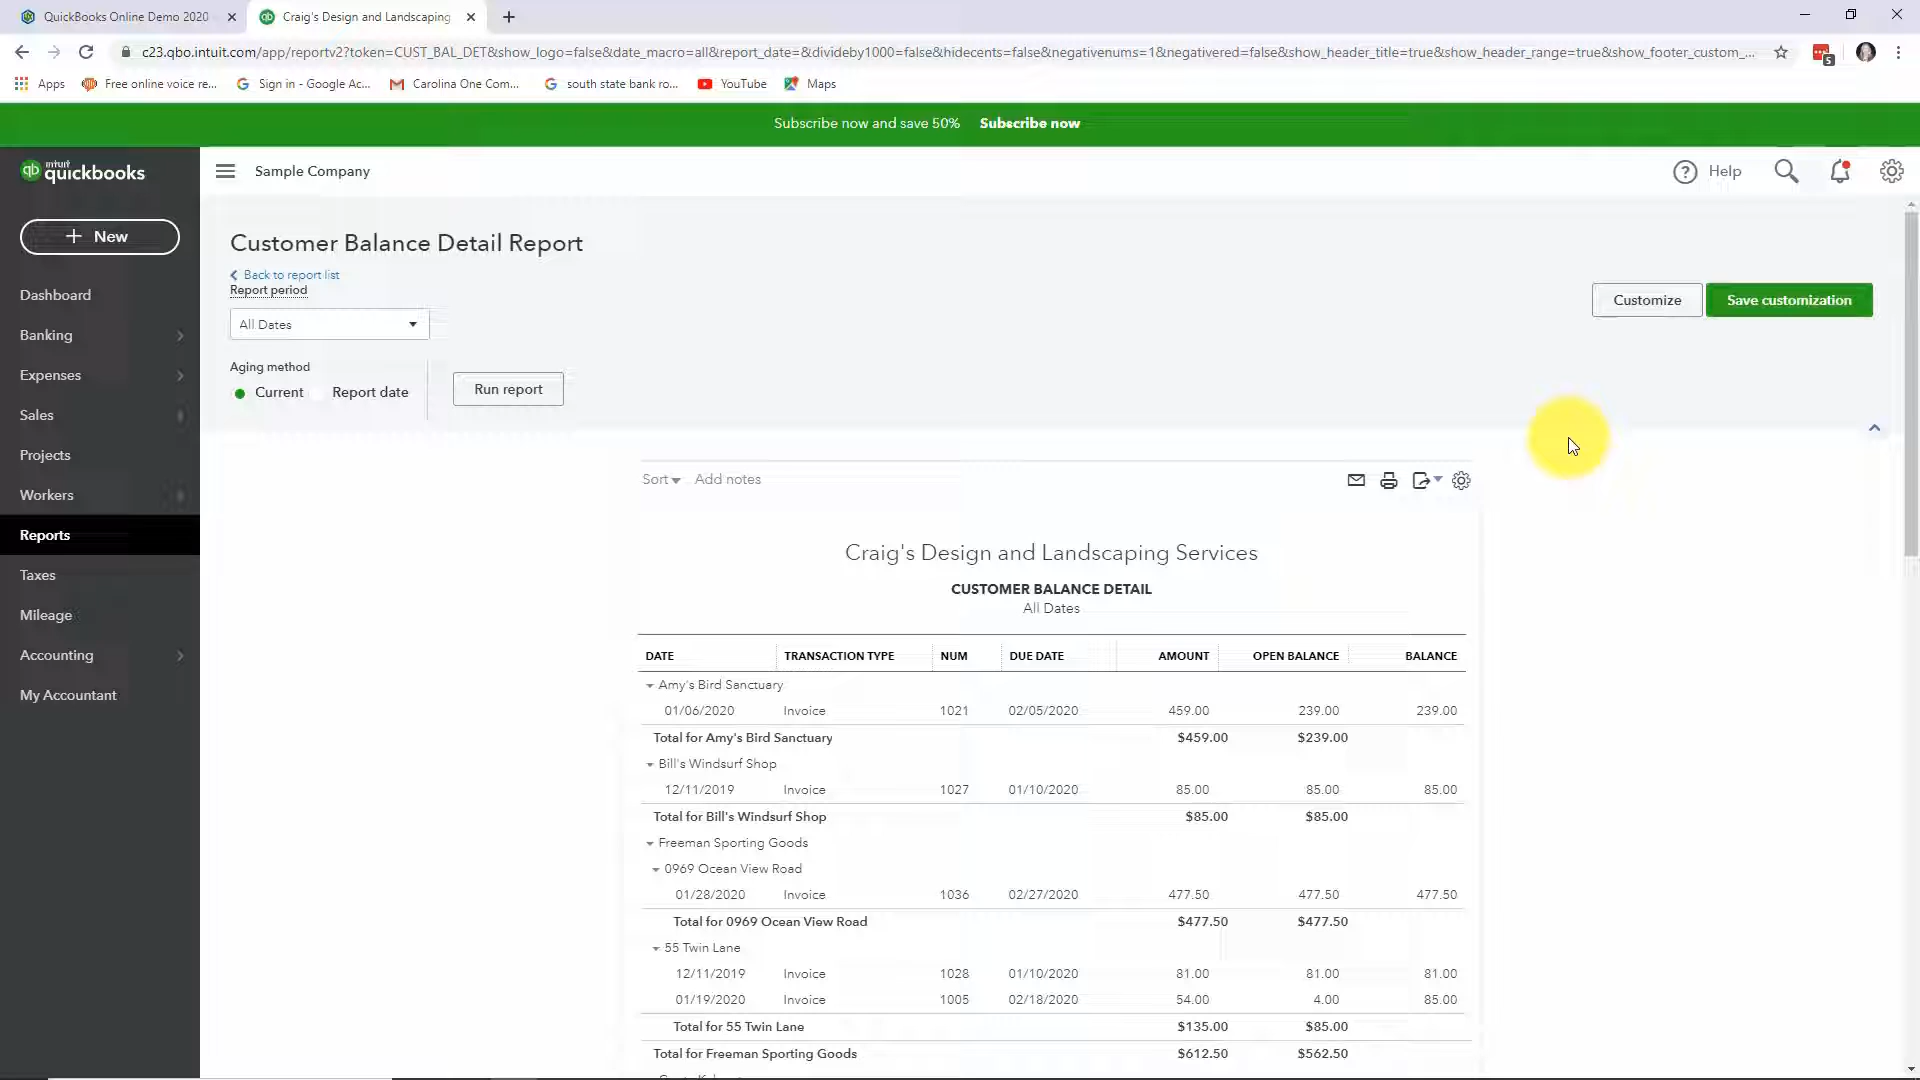 QuickBooks Online Demo 2020
Craig's Design and Landscaping
c23.qbo.intuit.com/app/reportv2?token=CUST_BAL_DET&show_logo=false&date_macro=all&report_date=&divideby1000=false&hidecents=false&negativenums=1&negativered=false&show_header_title=true&show_header_range=true&show_footer_custom_...
5
Apps Free online voice re... Sign in - Google Ac... Carolina One Com... south state bank ro... YouTube Maps
Subscribe now and save 50% Subscribe now
intuit
quickbooks
Sample Company
Help
New
Dashboard
Banking
Expenses
Sales
Projects
Workers
Reports
Taxes
Mileage
Accounting
My Accountant
Customer Balance Detail Report
Back to report list
Report period
All Dates
Customize Save customization
Aging method
Current Report date Run report
Sort Add notes
Craig's Design and Landscaping Services
CUSTOMER BALANCE DETAIL
All Dates
DATE TRANSACTION TYPE NUM DUE DATE AMOUNT OPEN BALANCE BALANCE
Amy's Bird Sanctuary
01/06/2020 Invoice 1021 02/05/2020 459.00 239.00 239.00
Total for Amy's Bird Sanctuary $459.00 $239.00
Bill's Windsurf Shop
12/11/2019 Invoice 1027 01/10/2020 85.00 85.00 85.00
Total for Bill's Windsurf Shop $85.00 $85.00
Freeman Sporting Goods
0969 Ocean View Road
01/28/2020 Invoice 1036 02/27/2020 477.50 477.50 477.50
Total for 0969 Ocean View Road $477.50 $477.50
55 Twin Lane
12/11/2019 Invoice 1028 01/10/2020 81.00 81.00 81.00
01/19/2020 Invoice 1005 02/18/2020 54.00 4.00 85.00
Total for 55 Twin Lane $135.00 $85.00
Total for Freeman Sporting Goods $612.50 $562.50